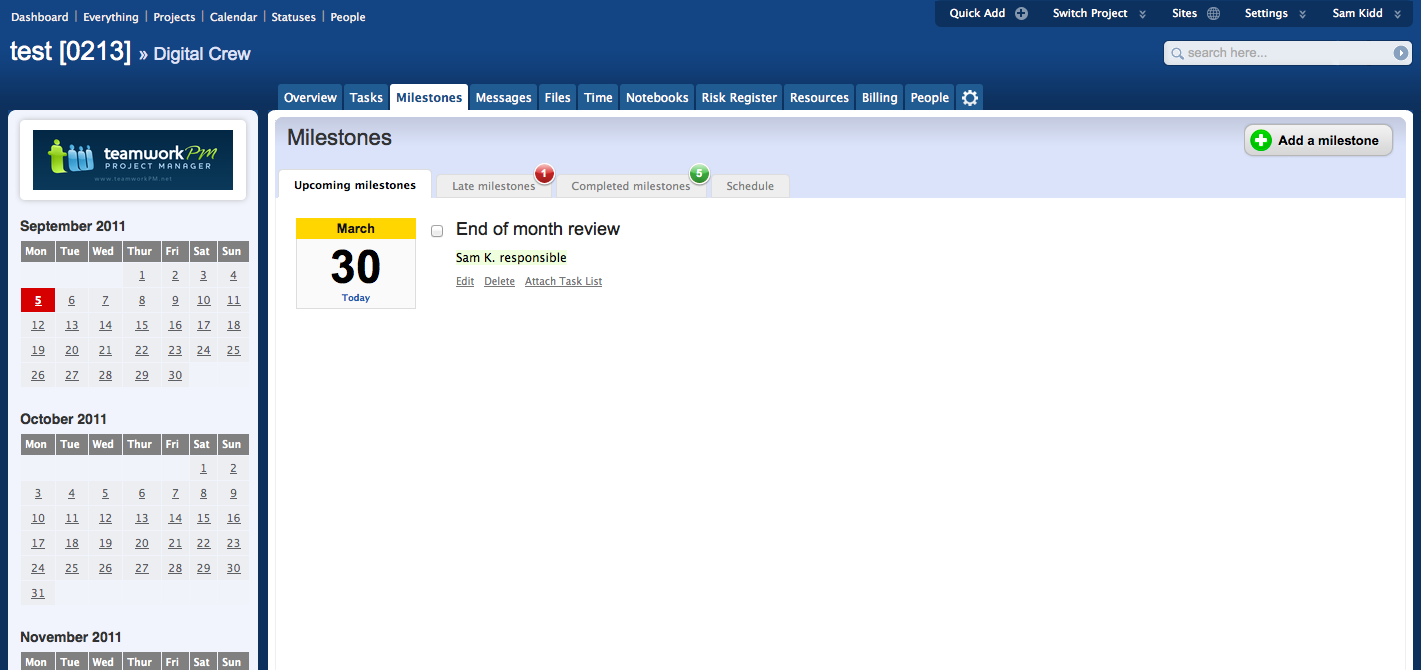 Dashboard | Everything | Projects | Calendar | Statuses | People
Quick Add Switch Project Sites Settings Sam Kidd
test [0213] » Digital Crew
search here...
Overview Tasks Milestones Messages Files Time Notebooks Risk Register Resources Billing People
teamworkPM
PROJECT MANAGER
www.teamworkPM.net
September 2011
Mon Tue Wed Thur Fri Sat Sun
1 2 3 4
5 6 7 8 9 10 11
12 13 14 15 16 17 18
19 20 21 22 23 24 25
26 27 28 29 30
October 2011
Mon Tue Wed Thur Fri Sat Sun
1 2
3 4 5 6 7 8 9
10 11 12 13 14 15 16
17 18 19 20 21 22 23
24 25 26 27 28 29 30
31
November 2011
Mon Tue Wed Thur Fri Sat Sun
Milestones
Add a milestone
Upcoming milestones Late milestones 1 Completed milestones 5 Schedule
March
30
Today
End of month review
Sam K. responsible
Edit Delete Attach Task List